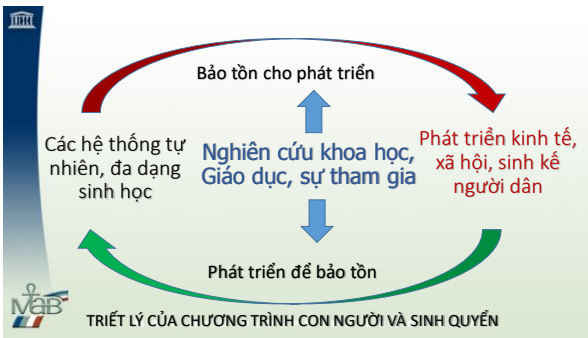 Bảo tồn cho phát triển
Các hệ thống tự
nhiên, đa dạng
sinh học
Nghiên cứu khoa học,
Giáo dục, sự tham gia
Phát triển kinh tế,
xã hội, sinh kế
người dân
Phát triển để bảo tồn
MaB
TRIẾT LÝ CỦA CHƯƠNG TRÌNH CON NGƯỜI VÀ SINH QUYỂN